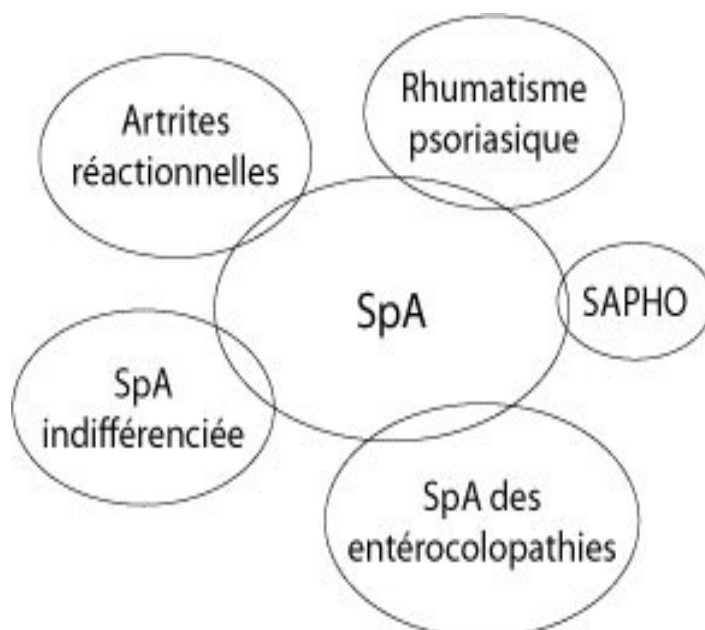 Artrites
réactionnelles
Rhumatisme
psoriasique
SpA
SAPHO
SpA
indifférenciée
SpA des
entérocolopathies